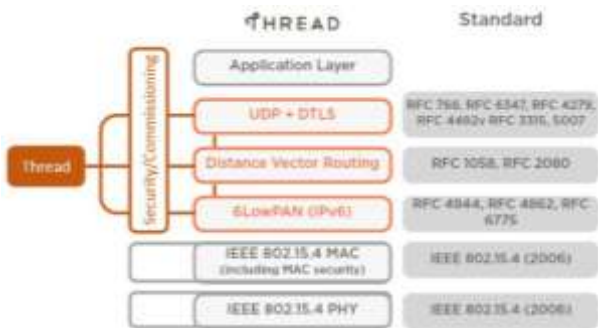 THREAD
Standard
Security/Commissioning
Application Layer
UDP + DTLS
RFC 768, RFC 6347, RFC 4279,
RFC 4492, RFC 3315, 5007
Thread
Distance Vector Routing
RFC 1058, RFC 2080
6LowPAN (IPv6)
RFC 4944, RFC 4862, RFC
6775
IEEE 802.15.4 MAC
(including MAC security)
IEEE 802.15.4 (2006)
IEEE 802.15.4 PHY
IEEE 802.15.4 (2006)